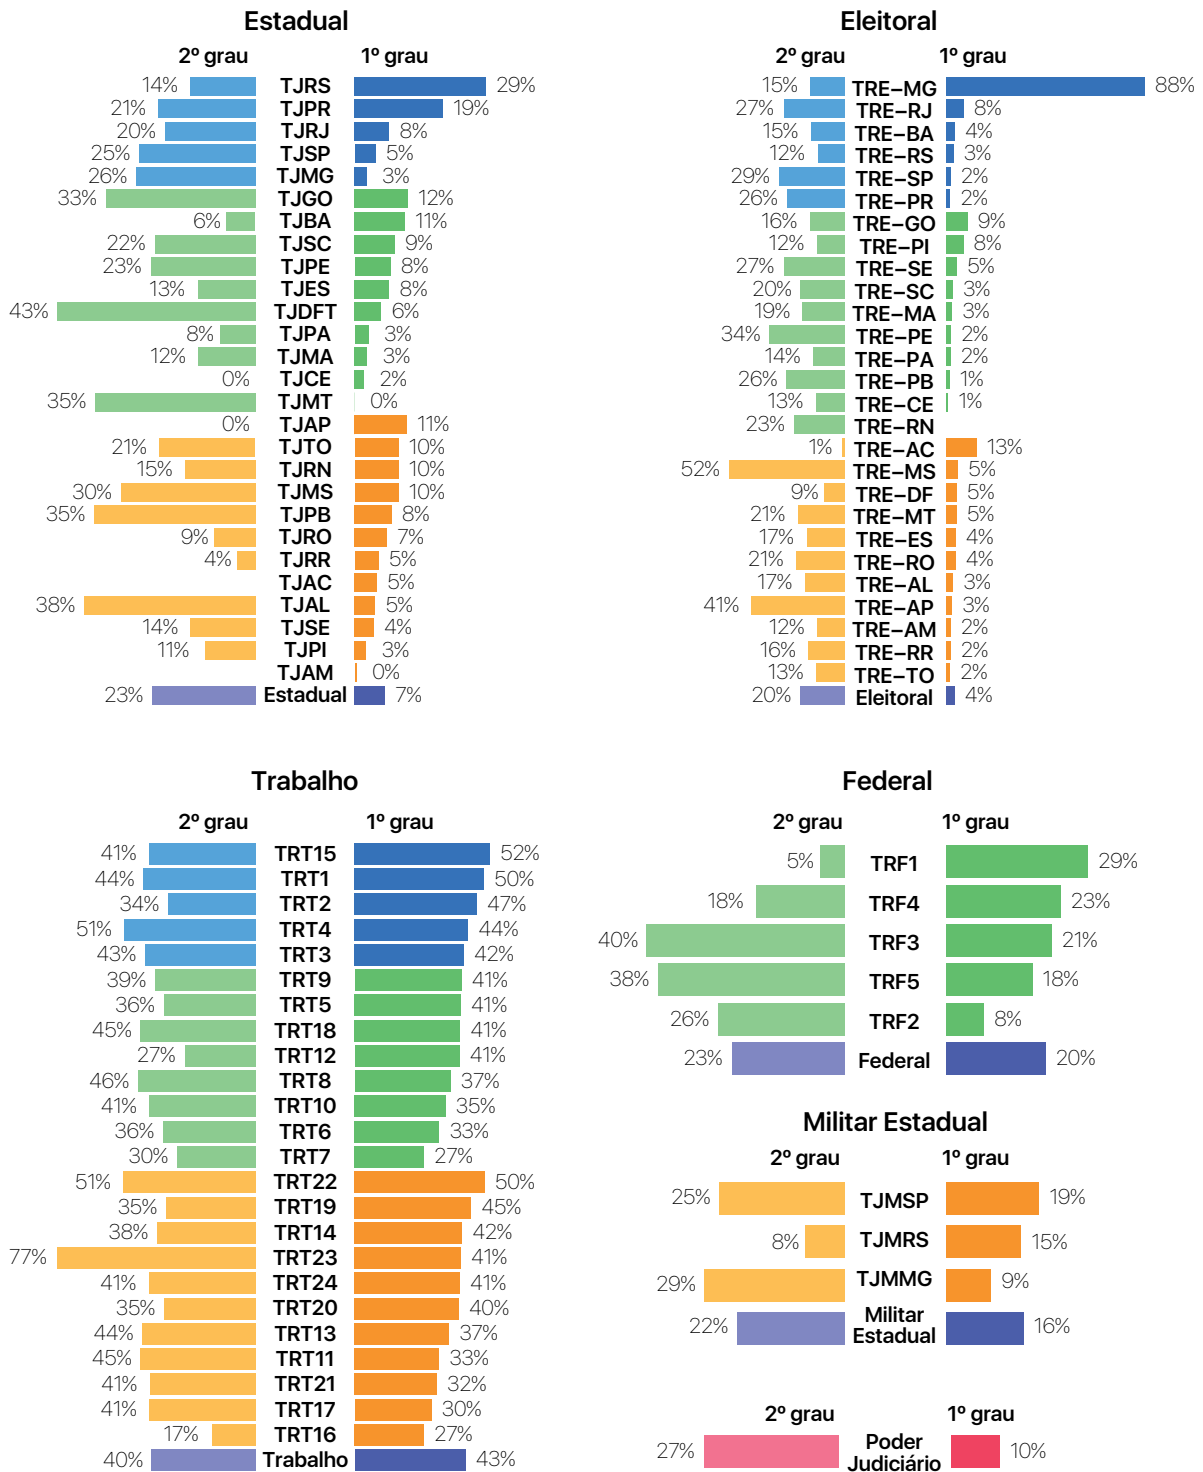 Estadual
2º grau 1º grau
14% TJRS 29%
21% TJPR 19%
20% TJRJ 8%
25% TJSP 5%
26% TJMG 3%
33% TJGO 12%
6% TJBA 11%
22% TJSC 9%
23% TJPE 8%
13% TJES 8%
43% TJDFT 6%
8% TJPA 3%
12% TJMA 3%
0% TJCE 2%
35% TJMT 0%
0% TJAP 11%
21% TJTO 10%
15% TJRN 10%
30% TJMS 10%
35% TJPB 8%
9% TJRO 7%
4% TJRR 5%
TJAC 5%
38% TJAL 5%
14% TJSE 4%
11% TJPI 3%
TJAM 0%
23% Estadual 7%
Eleitoral
2º grau 1º grau
15% TRE–MG 88%
27% TRE–RJ 8%
15% TRE–BA 4%
12% TRE–RS 3%
29% TRE–SP 2%
26% TRE–PR 2%
16% TRE–GO 9%
12% TRE–PI 8%
27% TRE–SE 5%
20% TRE–SC 3%
19% TRE–MA 3%
34% TRE–PE 2%
14% TRE–PA 2%
26% TRE–PB 1%
13% TRE–CE 1%
23% TRE–RN
1% TRE–AC 13%
52% TRE–MS 5%
9% TRE–DF 5%
21% TRE–MT 5%
17% TRE–ES 4%
21% TRE–RO 4%
17% TRE–AL 3%
41% TRE–AP 3%
12% TRE–AM 2%
16% TRE–RR 2%
13% TRE–TO 2%
20% Eleitoral 4%
Trabalho
2º grau 1º grau
41% TRT15 52%
44% TRT1 50%
34% TRT2 47%
51% TRT4 44%
43% TRT3 42%
39% TRT9 41%
36% TRT5 41%
45% TRT18 41%
27% TRT12 41%
46% TRT8 37%
41% TRT10 35%
36% TRT6 33%
30% TRT7 27%
51% TRT22 50%
35% TRT19 45%
38% TRT14 42%
77% TRT23 41%
41% TRT24 41%
35% TRT20 40%
44% TRT13 37%
45% TRT11 33%
41% TRT21 32%
41% TRT17 30%
17% TRT16 27%
40% Trabalho 43%
Federal
2º grau 1º grau
5% TRF1 29%
18% TRF4 23%
40% TRF3 21%
38% TRF5 18%
26% TRF2 8%
23% Federal 20%
Militar Estadual
2º grau 1º grau
25% TJMSP 19%
8% TJMRS 15%
29% TJMMG 9%
22% Militar 16%
Estadual
2º grau 1º grau
27% Poder 10%
Judiciário